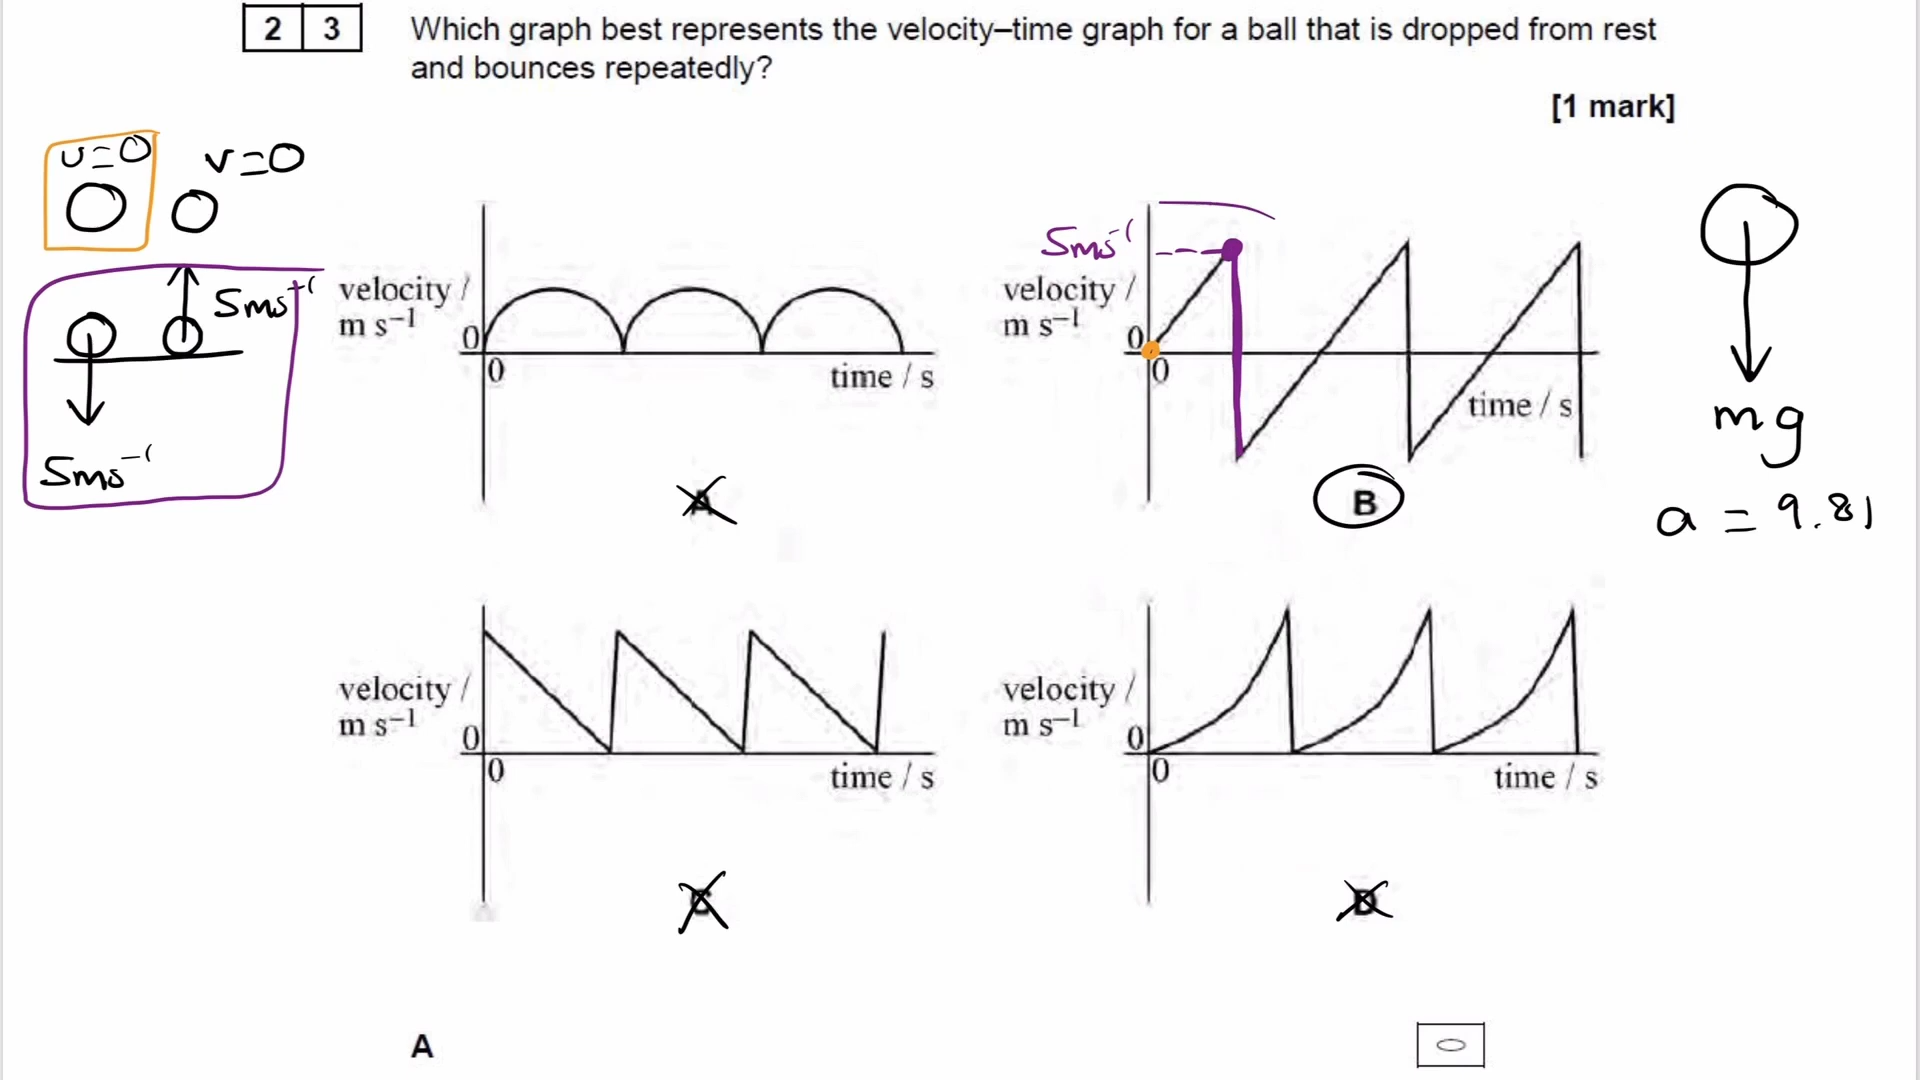 2 3 Which graph best represents the velocity–time graph for a ball that is dropped from rest
and bounces repeatedly?
[1 mark]
u=0
v=0
5ms⁻¹
5ms⁻¹
velocity /
m s⁻¹
0
0
time / s
A
5ms⁻¹
velocity /
m s⁻¹
0
0
time / s
B
mg
a = 9.81
velocity /
m s⁻¹
0
0
time / s
C
velocity /
m s⁻¹
0
0
time / s
D
A